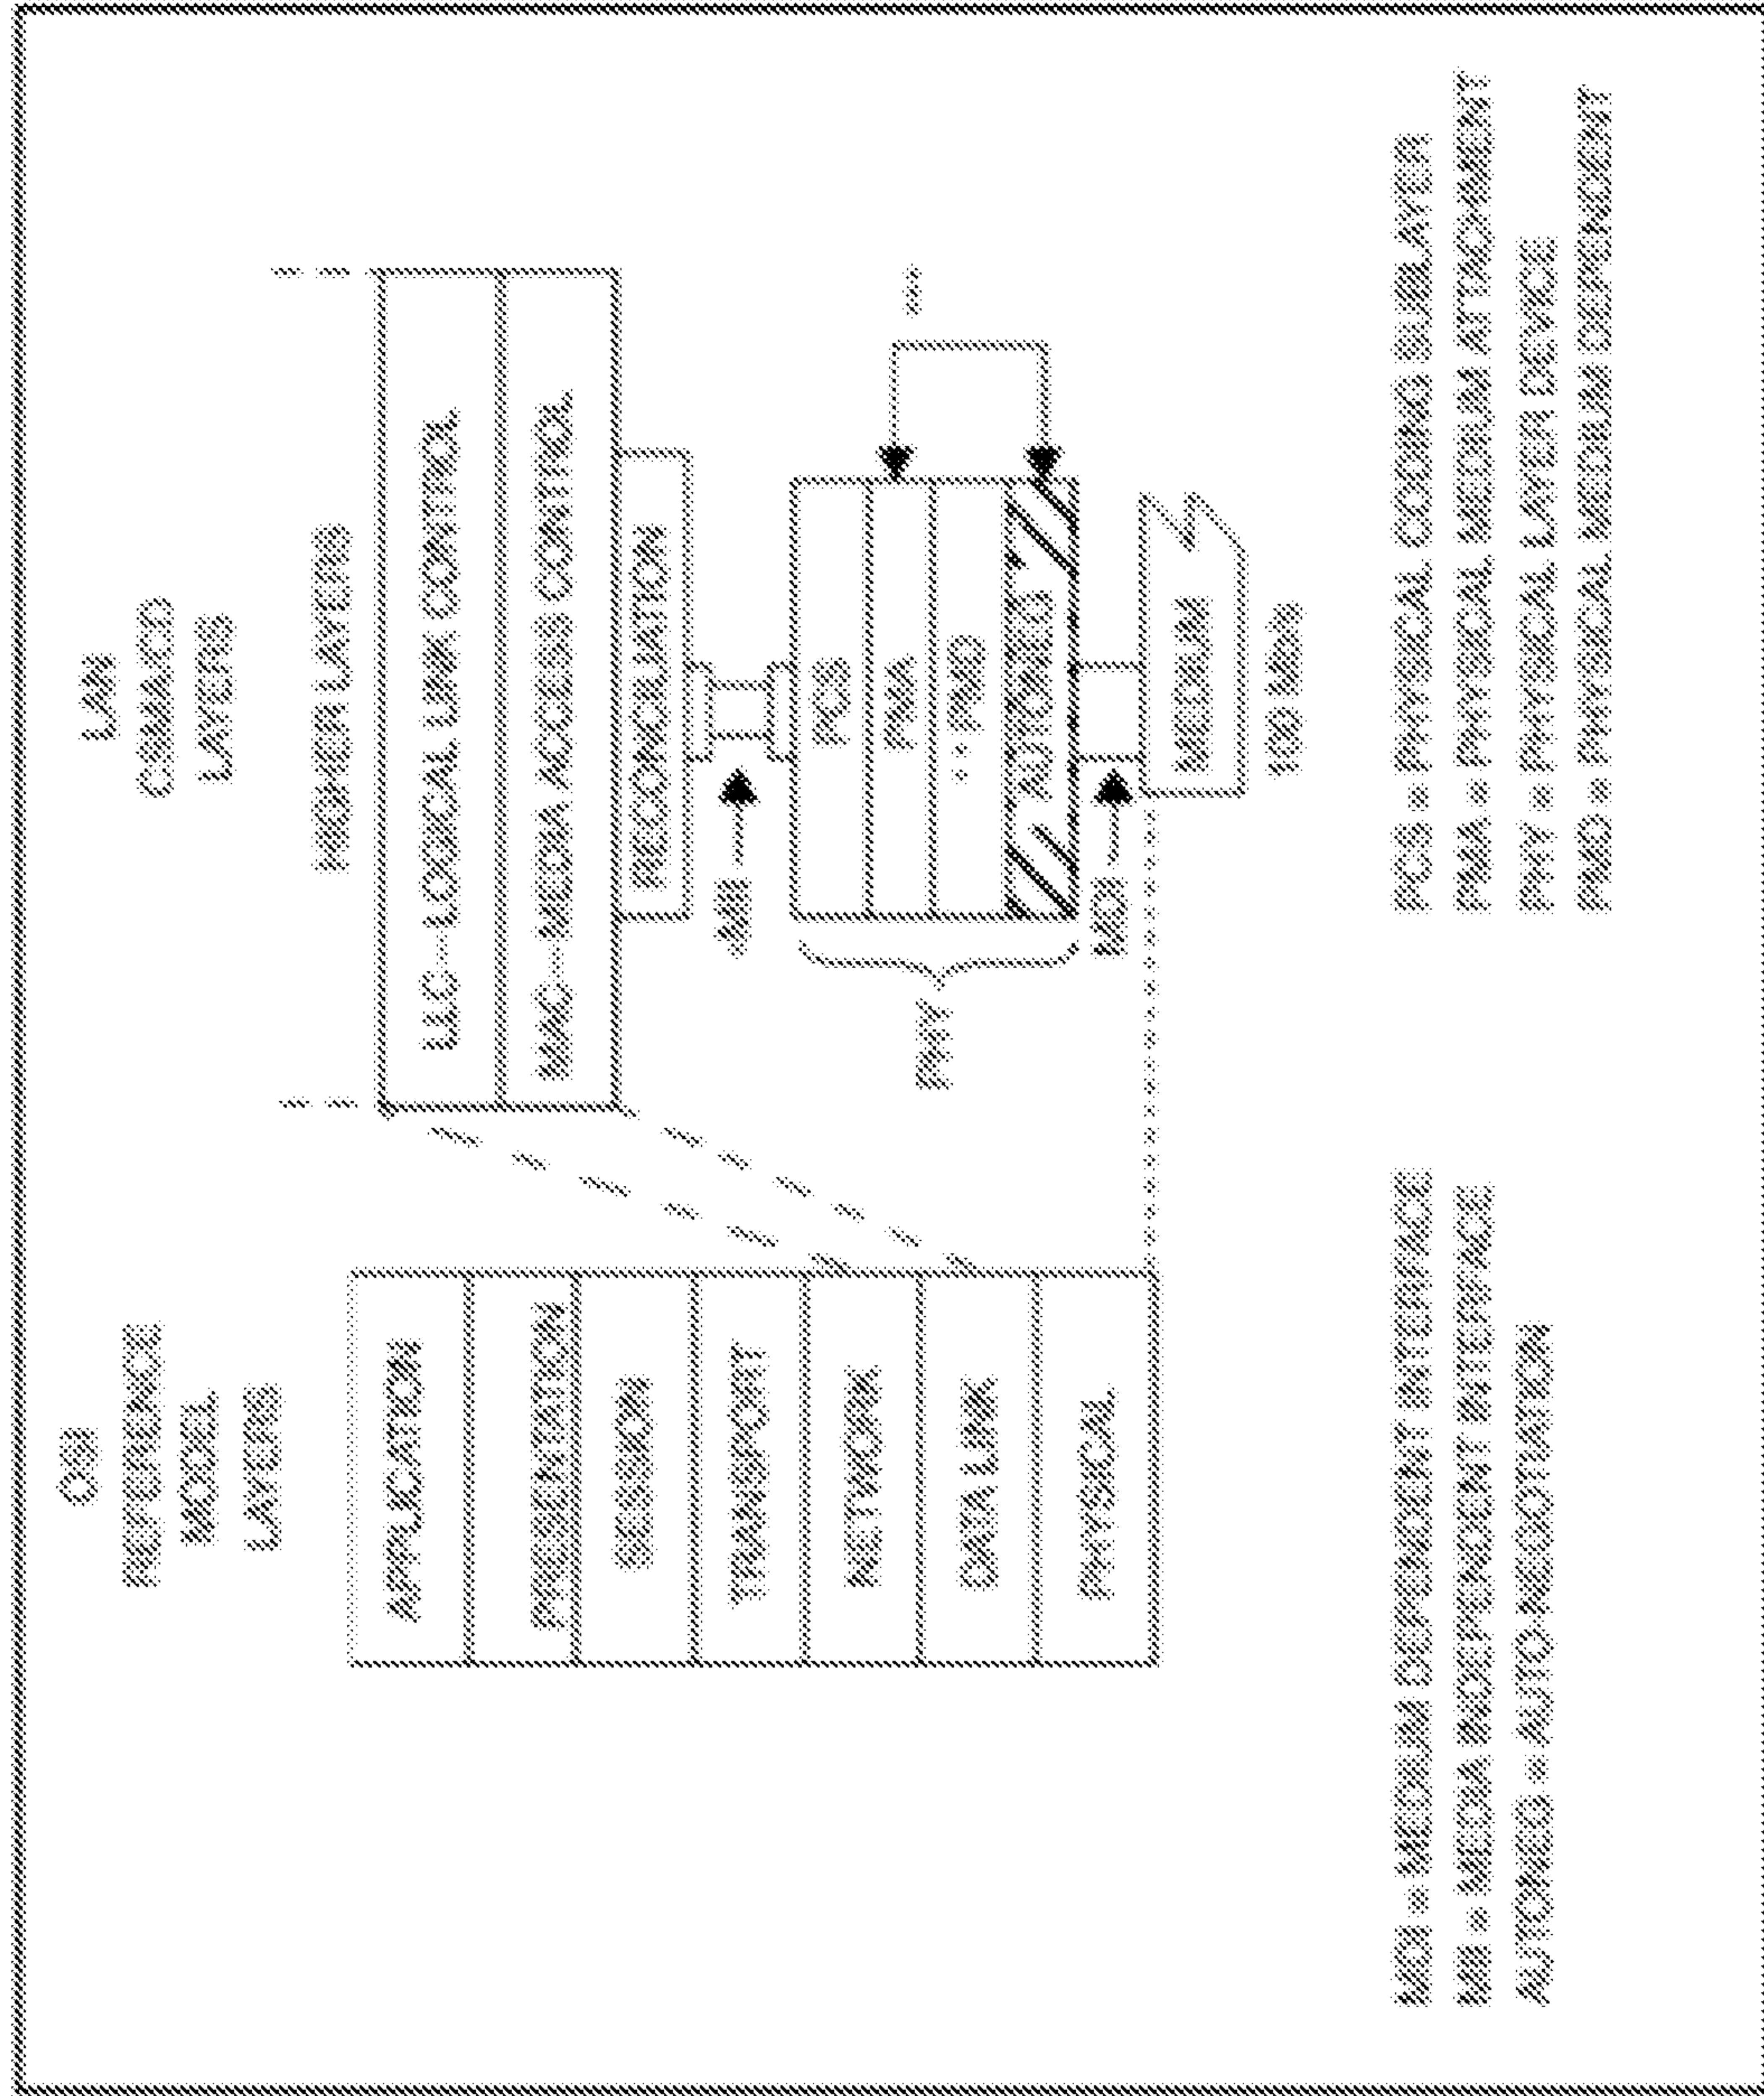 OSI
REFERENCE
MODEL
LAYERS
APPLICATION
PRESENTATION
SESSION
TRANSPORT
NETWORK
DATA LINK
PHYSICAL
LAN
CSMA/CD
LAYERS
HIGHER LAYERS
LLC—LOGICAL LINK CONTROL
MAC—MEDIA ACCESS CONTROL
RECONCILIATION
MII
PCS
PMA
PMD
AUTONEG
PHY
MDI
MEDIUM
100 Mb/s
MDI = MEDIUM DEPENDENT INTERFACE
MII = MEDIA INDEPENDENT INTERFACE
AUTONEG = AUTO-NEGOTIATION
PCS = PHYSICAL CODING SUBLAYER
PMA = PHYSICAL MEDIUM ATTACHMENT
PHY = PHYSICAL LAYER DEVICE
PMD = PHYSICAL MEDIUM DEPENDENT